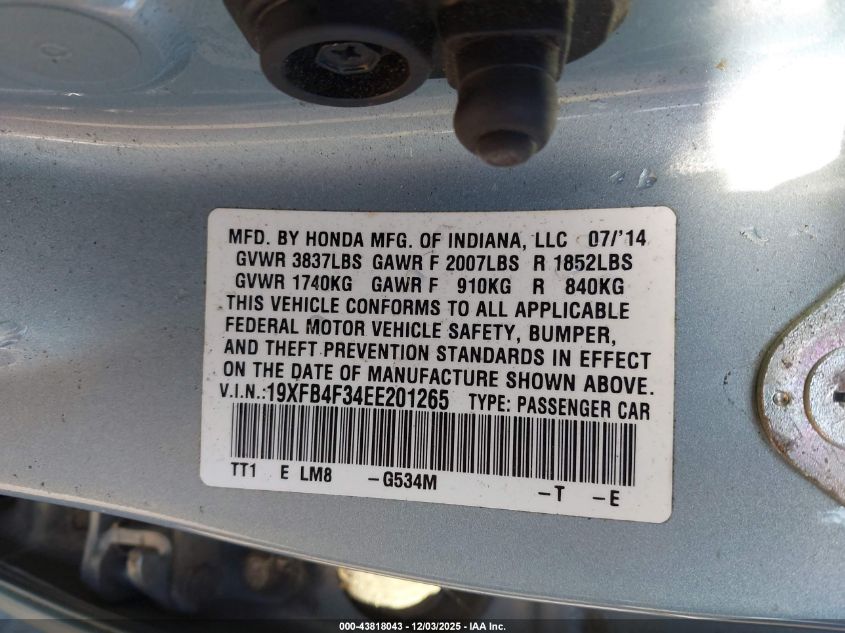 MFD. BY HONDA MFG. OF INDIANA, LLC 07/'14
GVWR 3837LBS GAWR F 2007LBS R 1852LBS
GVWR 1740KG GAWR F 910KG R 840KG
THIS VEHICLE CONFORMS TO ALL APPLICABLE
FEDERAL MOTOR VEHICLE SAFETY, BUMPER,
AND THEFT PREVENTION STANDARDS IN EFFECT
ON THE DATE OF MANUFACTURE SHOWN ABOVE.
V.I.N.:19XFB4F34EE201265 TYPE: PASSENGER CAR
TT1 E LM8 -G534M -T -E
000-43818043 - 12/03/2025 - IAA Inc.